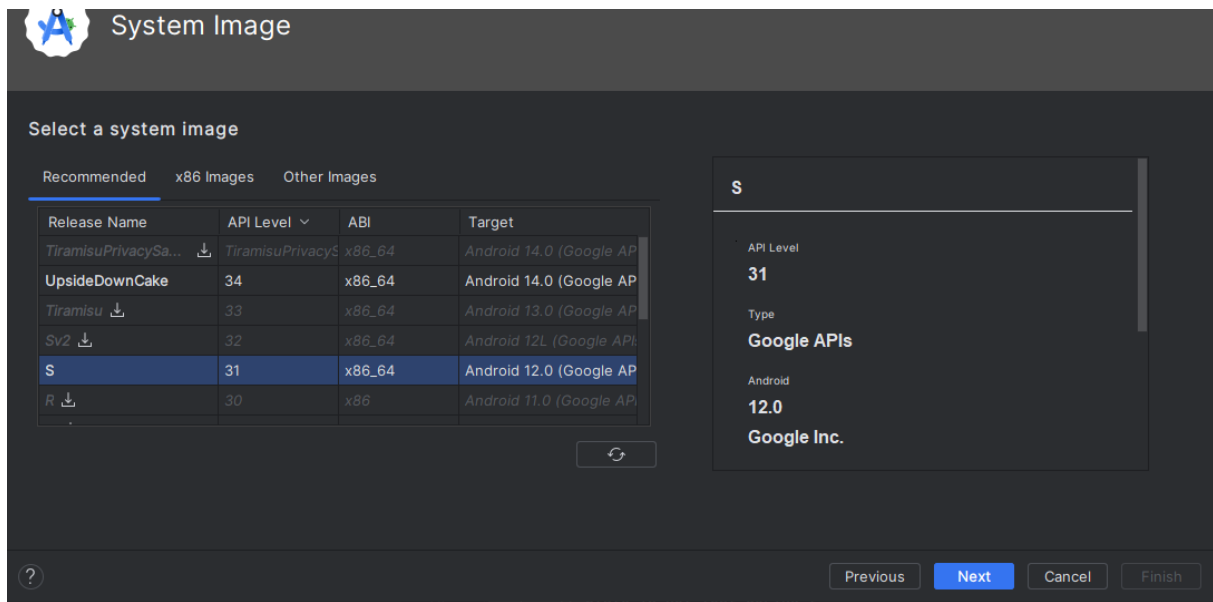 System Image
Select a system image
Recommended x86 Images Other Images
Release Name API Level ABI Target
TiramisuPrivacySa... TiramisuPrivacyS x86_64 Android 14.0 (Google AP
UpsideDownCake 34 x86_64 Android 14.0 (Google AP
Tiramisu 33 x86_64 Android 13.0 (Google AP
Sv2 32 x86_64 Android 12L (Google APIs
S 31 x86_64 Android 12.0 (Google AP
R 30 x86 Android 11.0 (Google API
S
API Level
31
Type
Google APIs
Android
12.0
Google Inc.
? Previous Next Cancel Finish